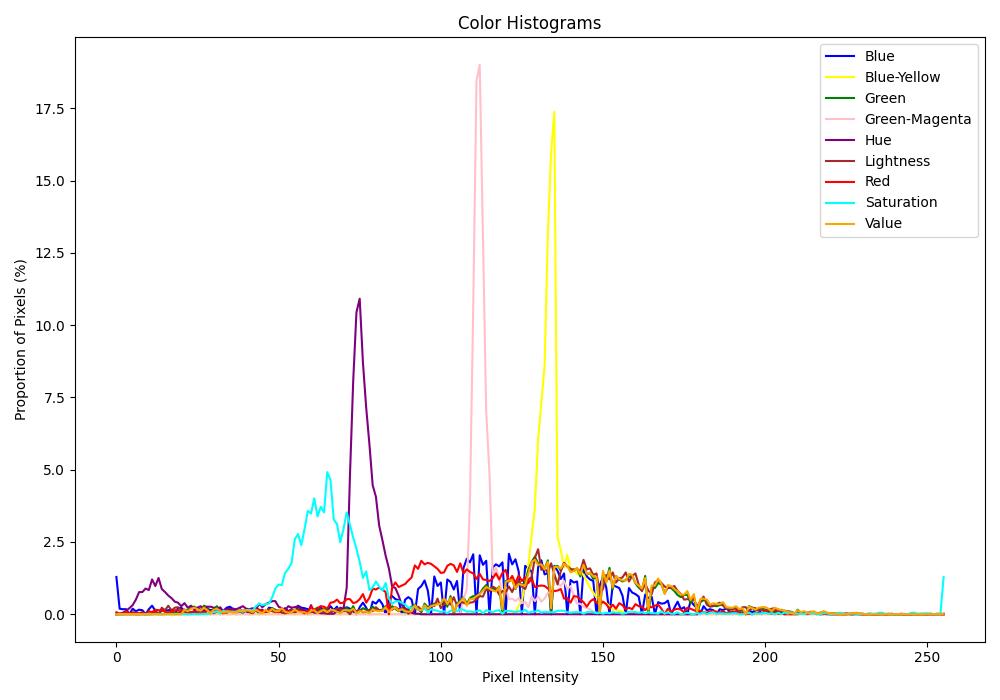 Color Histograms
Proportion of Pixels (%)
17.5
15.0
12.5
10.0
7.5
5.0
2.5
0.0
Blue
Blue-Yellow
Green
Green-Magenta
Hue
Lightness
Red
Saturation
Value
0 50 100 150 200 250
Pixel Intensity